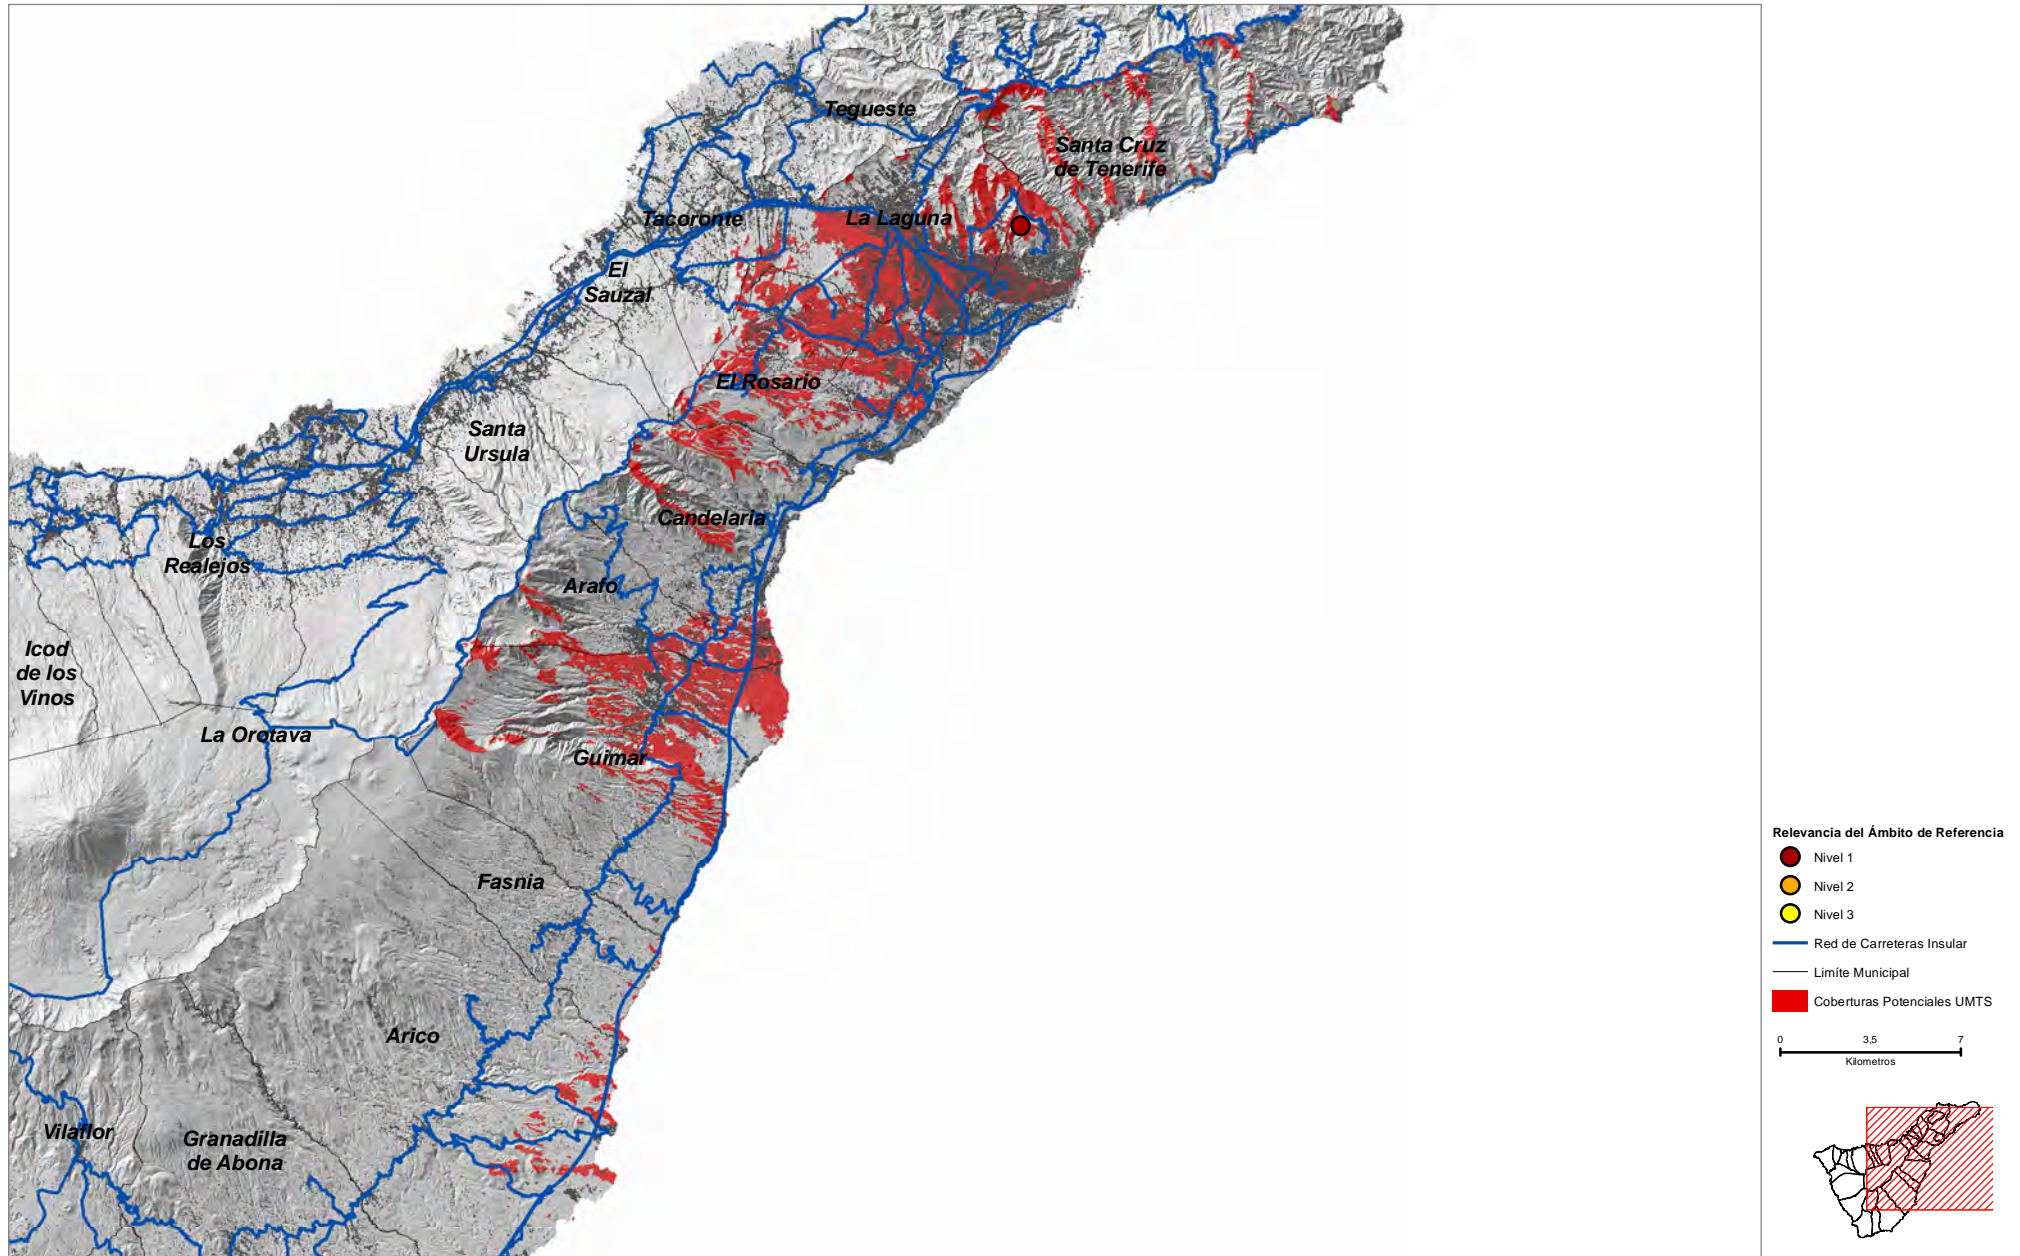 Tegueste
Santa Cruz
de Tenerife
Tacoronte
La Laguna
El
Sauzal
El Rosario
Santa
Ursula
Candelaria
Los
Realejos
Arafo
Icod
de los
Vinos
La Orotava
Guimar
Fasnia
Arico
Vilaflor
Granadilla
de Abona
Relevancia del Ámbito de Referencia
Nivel 1
Nivel 2
Nivel 3
Red de Carreteras Insular
Limíte Municipal
Coberturas Potenciales UMTS
0 3,5 7
Kilometros